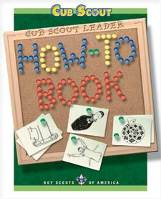 CUB SCOUT
CUB SCOUT LEADER
HOW-TO
BOOK
BOY SCOUTS OF AMERICA